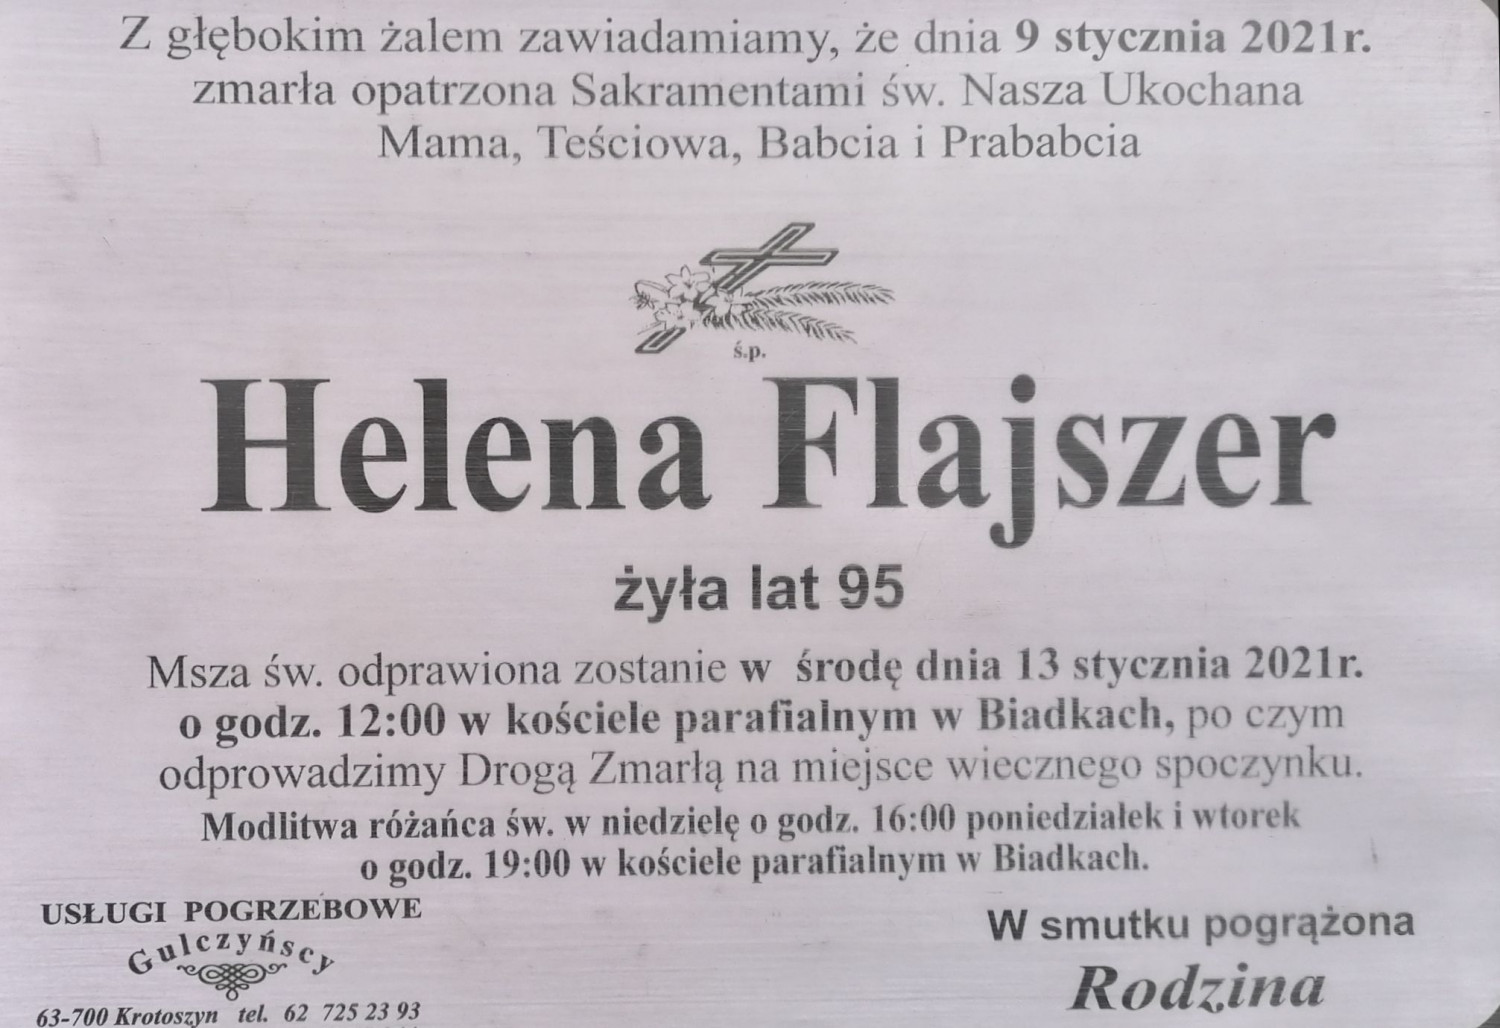 Z głębokim żalem zawiadamiamy, że dnia 9 stycznia 2021r.
zmarła opatrzona Sakramentami św. Nasza Ukochana
Mama, Teściowa, Babcia i Prababcia
ś.p.
Helena Flajszer
żyła lat 95
Msza św. odprawiona zostanie w środę dnia 13 stycznia 2021r.
o godz. 12:00 w kościele parafialnym w Biadkach, po czym
odprowadzimy Drogą Zmarłą na miejsce wiecznego spoczynku.
Modlitwa różańca św. w niedzielę o godz. 16:00 poniedziałek i wtorek
o godz. 19:00 w kościele parafialnym w Biadkach.
USŁUGI POGRZEBOWE
Gulczyńscy
63-700 Krotoszyn tel. 62 725 23 93
W smutku pogrążona
Rodzina